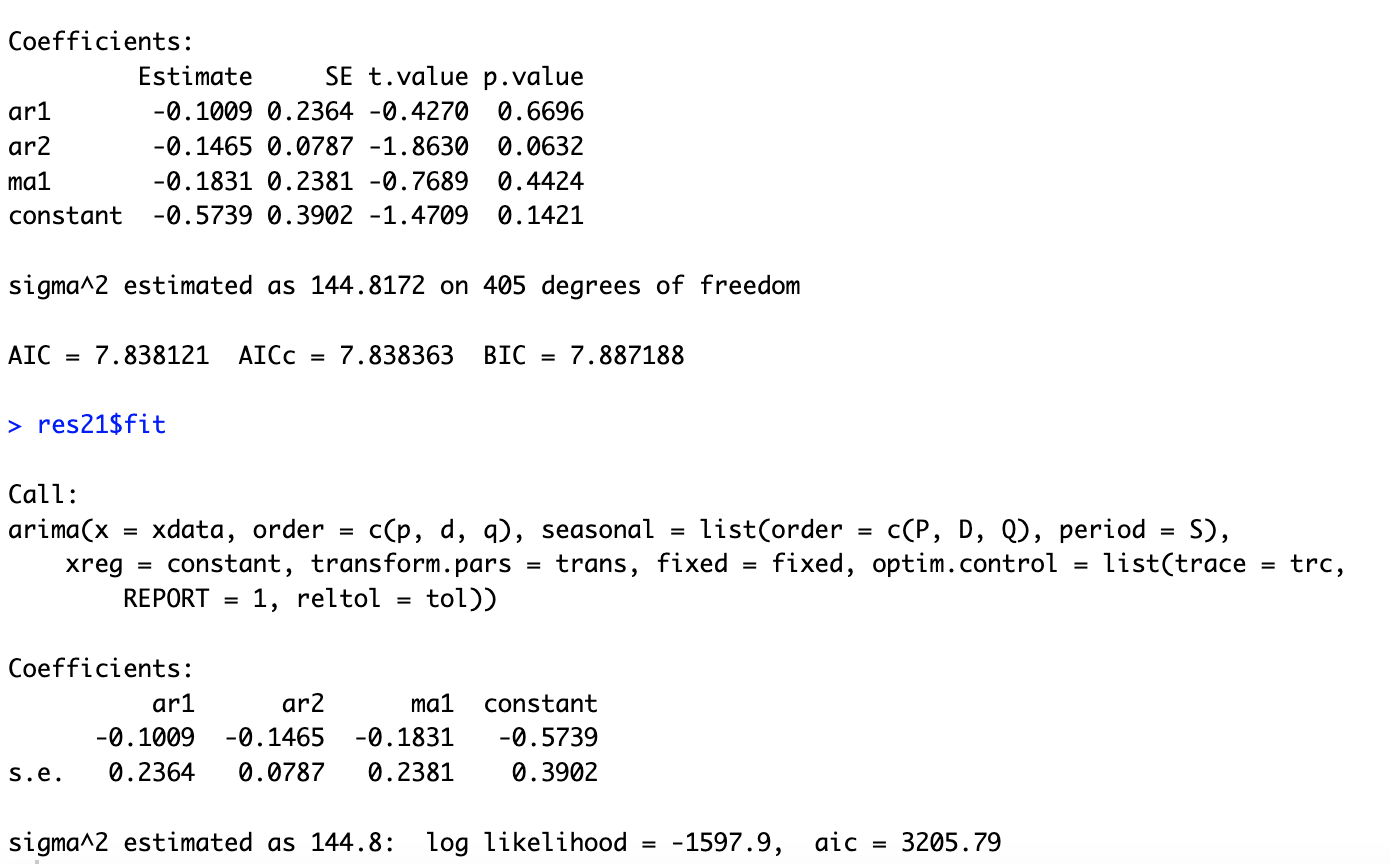 Coefficients:
         Estimate     SE t.value p.value
ar1       -0.1009 0.2364 -0.4270  0.6696
ar2       -0.1465 0.0787 -1.8630  0.0632
ma1       -0.1831 0.2381 -0.7689  0.4424
constant  -0.5739 0.3902 -1.4709  0.1421
sigma^2 estimated as 144.8172 on 405 degrees of freedom
AIC = 7.838121  AICc = 7.838363  BIC = 7.887188
> res21$fit
Call:
arima(x = xdata, order = c(p, d, q), seasonal = list(order = c(P, D, Q), period = S),
    xreg = constant, transform.pars = trans, fixed = fixed, optim.control = list(trace = trc,
        REPORT = 1, reltol = tol))
Coefficients:
          ar1      ar2      ma1  constant
      -0.1009  -0.1465  -0.1831   -0.5739
s.e.   0.2364   0.0787   0.2381    0.3902
sigma^2 estimated as 144.8:  log likelihood = -1597.9,  aic = 3205.79